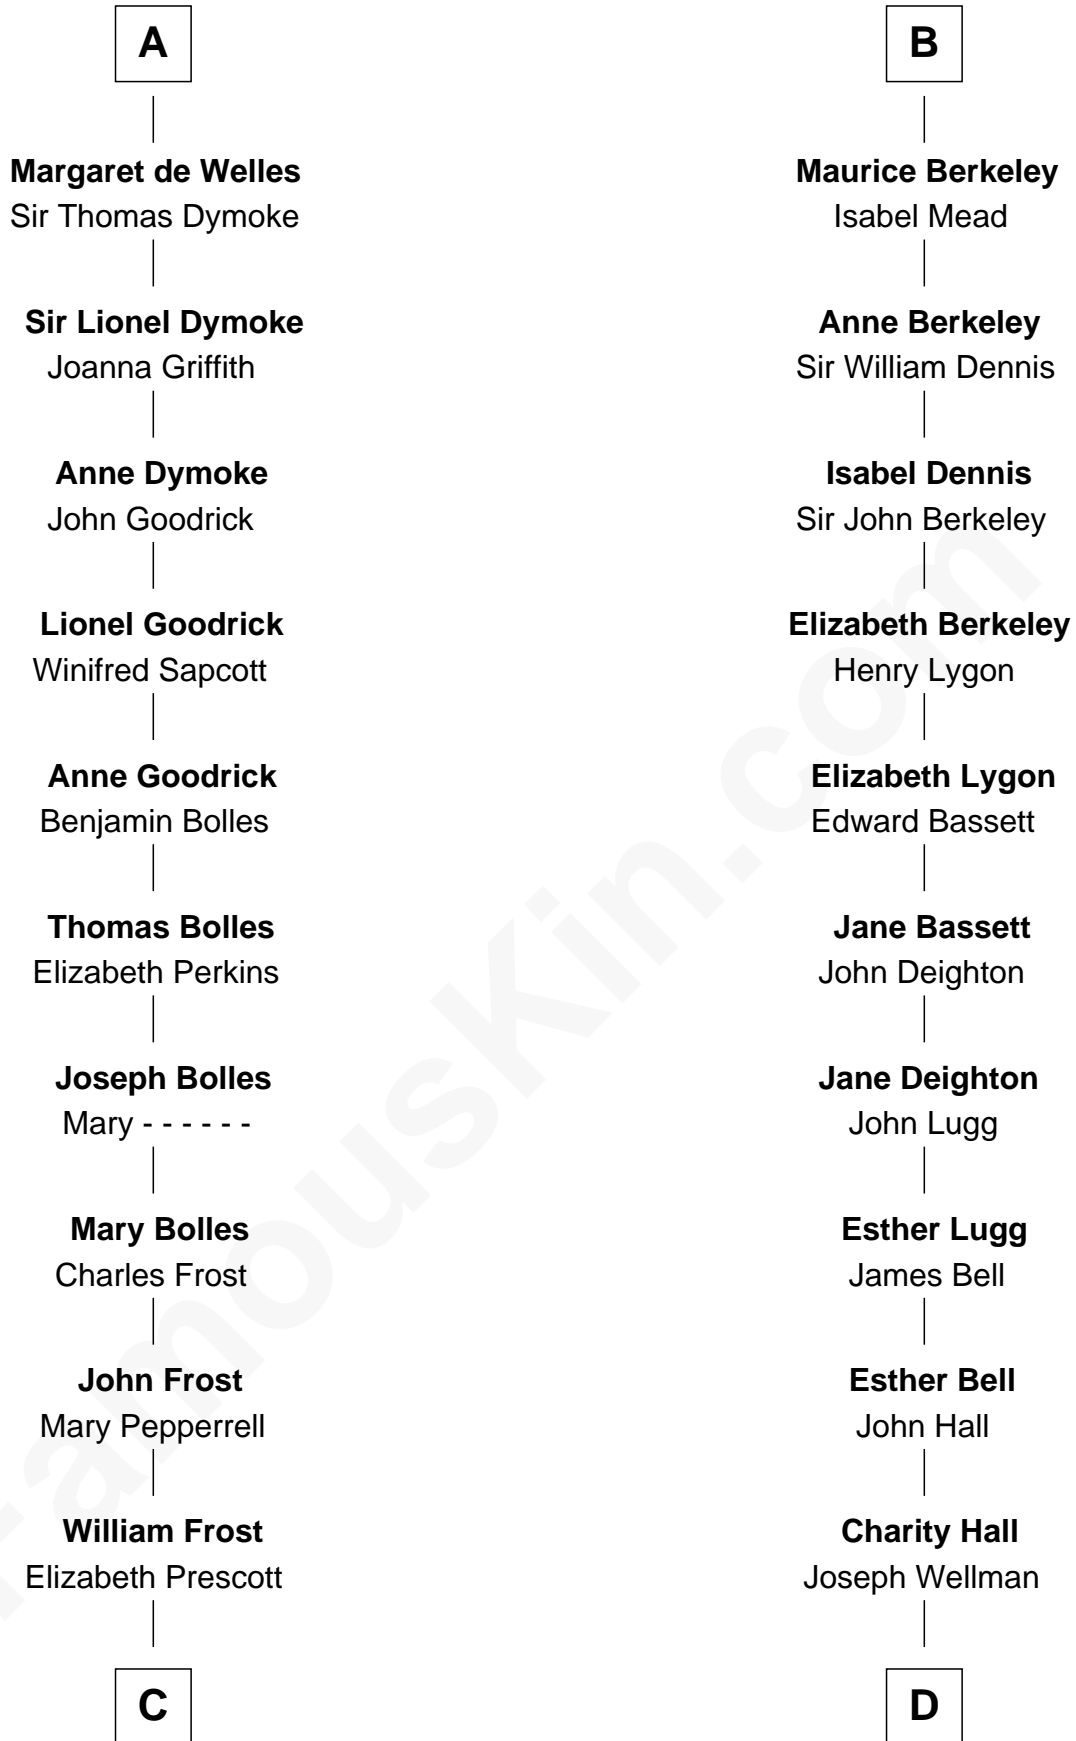 A
Margaret de Welles
Sir Thomas Dymoke
Sir Lionel Dymoke
Joanna Griffith
Anne Dymoke
John Goodrick
Lionel Goodrick
Winifred Sapcott
Anne Goodrick
Benjamin Bolles
Thomas Bolles
Elizabeth Perkins
Joseph Bolles
Mary - - - - - -
Mary Bolles
Charles Frost
John Frost
Mary Pepperrell
William Frost
Elizabeth Prescott
C
B
Maurice Berkeley
Isabel Mead
Anne Berkeley
Sir William Dennis
Isabel Dennis
Sir John Berkeley
Elizabeth Berkeley
Henry Lygon
Elizabeth Lygon
Edward Bassett
Jane Bassett
John Deighton
Jane Deighton
John Lugg
Esther Lugg
James Bell
Esther Bell
John Hall
Charity Hall
Joseph Wellman
D
FamousKin.com